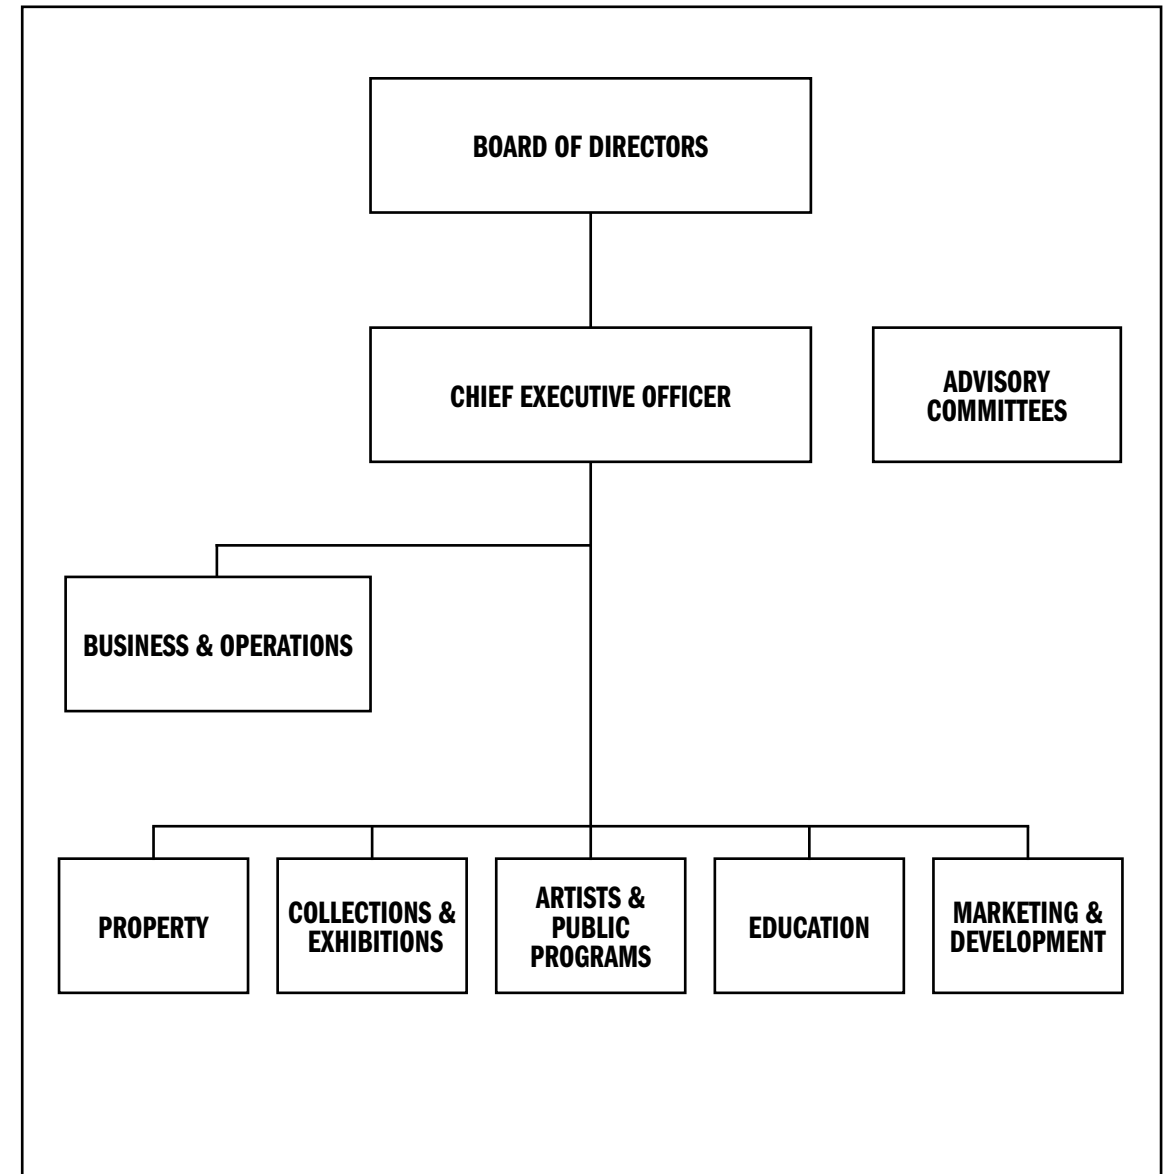 BOARD OF DIRECTORS
CHIEF EXECUTIVE OFFICER
ADVISORY
COMMITTEES
BUSINESS & OPERATIONS
PROPERTY
COLLECTIONS &
EXHIBITIONS
ARTISTS &
PUBLIC
PROGRAMS
EDUCATION
MARKETING &
DEVELOPMENT